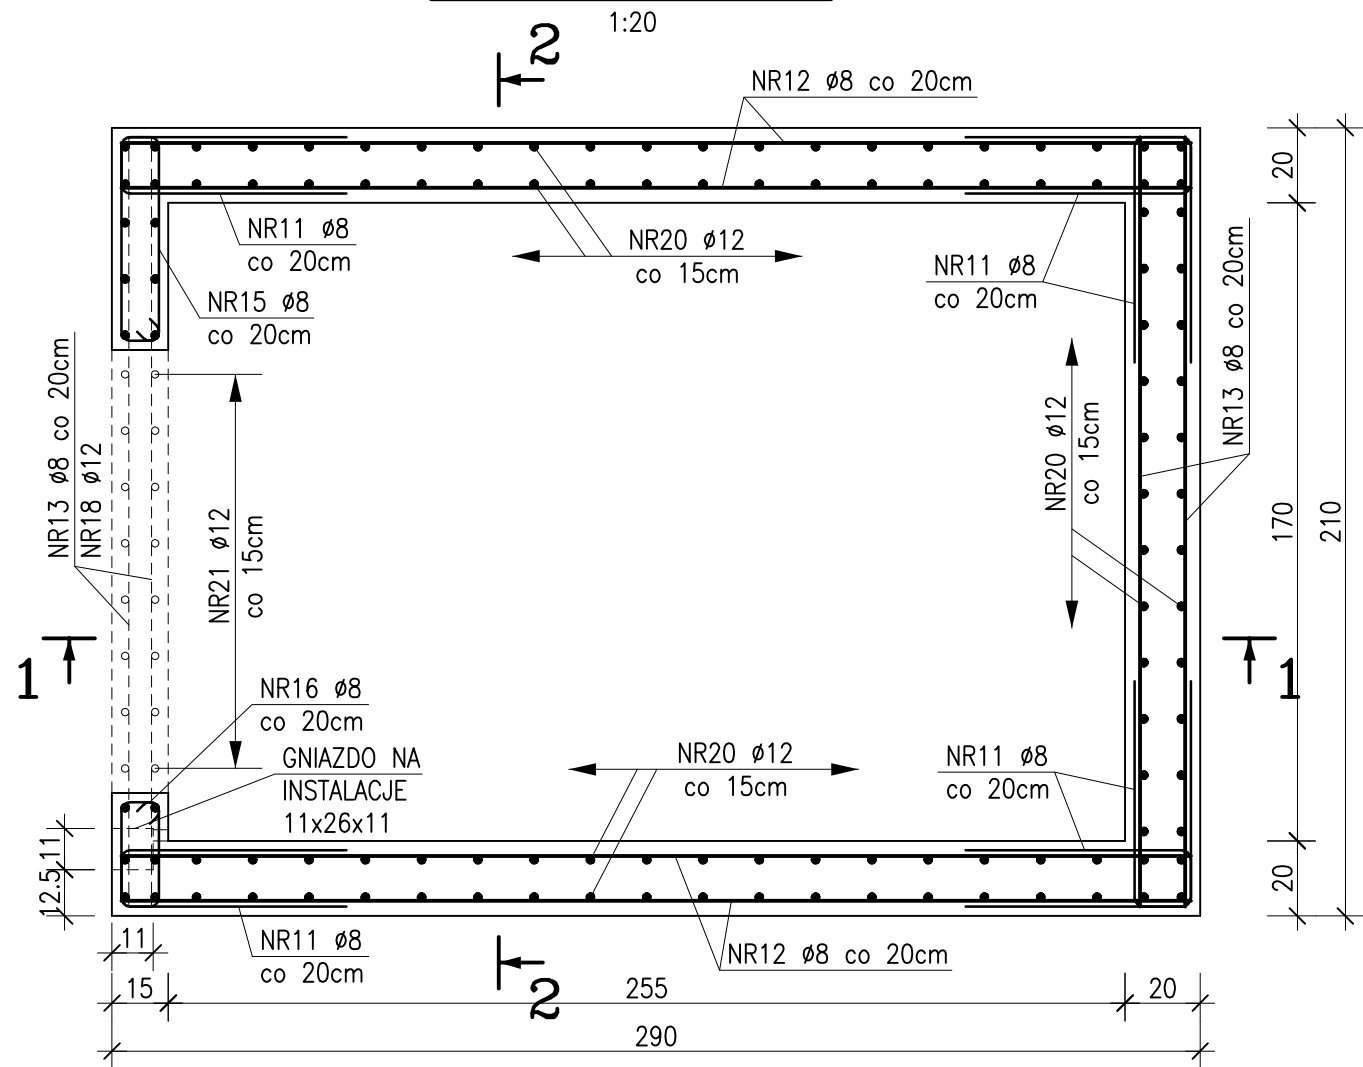 1:20
2
NR12 ø8 co 20cm
20
NR11 ø8
co 20cm
NR20 ø12
co 15cm
NR11 ø8
co 20cm
NR15 ø8
co 20cm
NR13 ø8 co 20cm
NR13 ø8 co 20cm
NR18 ø12
NR21 ø12
co 15cm
NR20 ø12
co 15cm
170
210
1
1
NR16 ø8
co 20cm
GNIAZDO NA
INSTALACJE
11x26x11
NR20 ø12
co 15cm
NR11 ø8
co 20cm
11
12.5
20
11
NR11 ø8
co 20cm
NR12 ø8 co 20cm
15
255
20
2
290